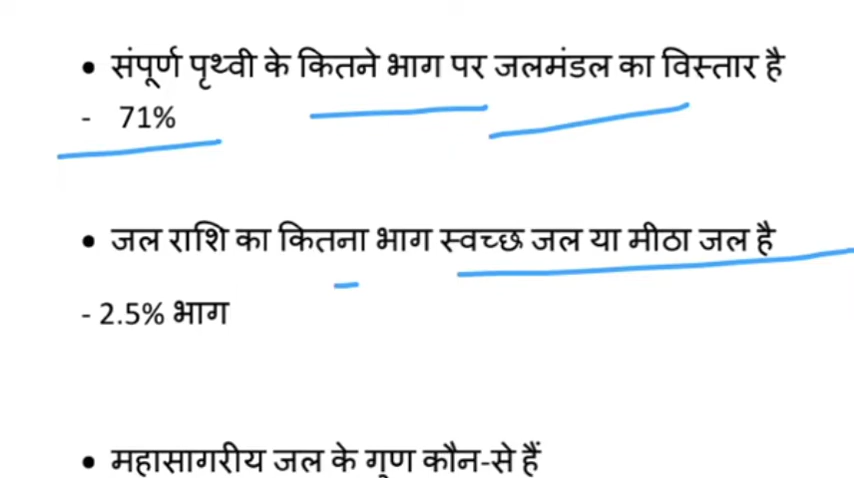 • संपूर्ण पृथ्वी के कितने भाग पर जलमंडल का विस्तार है
- 71%
• जल राशि का कितना भाग स्वच्छ जल या मीठा जल है
- 2.5% भाग
• महासागरीय जल के गुण कौन-से हैं